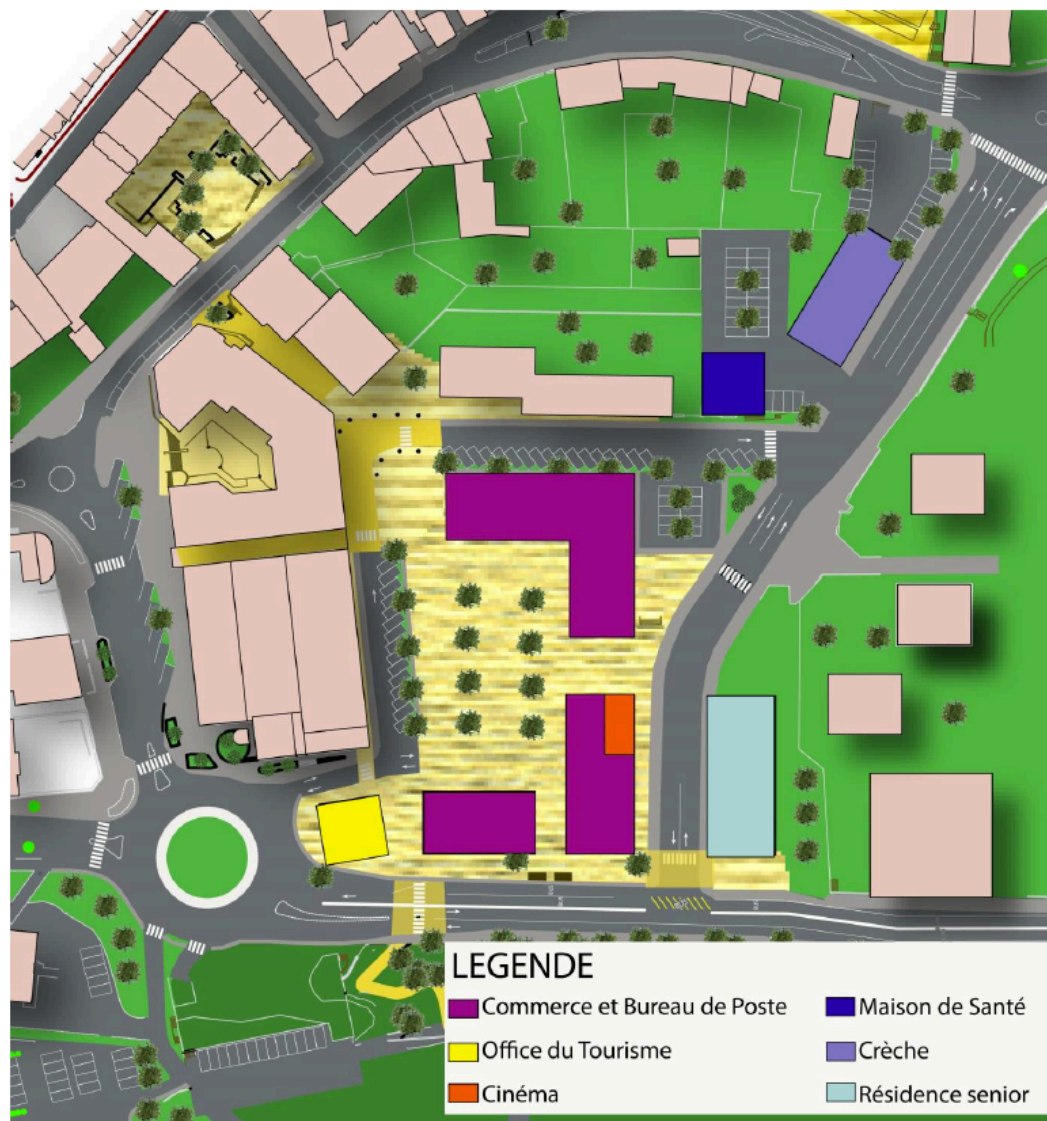 LEGENDE
Commerce et Bureau de Poste
Office du Tourisme
Cinéma
Maison de Santé
Crèche
Résidence senior